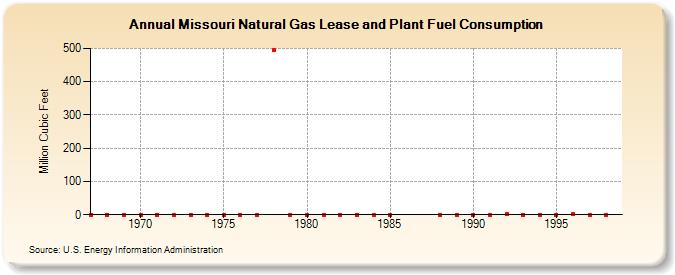 Annual Missouri Natural Gas Lease and Plant Fuel Consumption
Million Cubic Feet
500
400
300
200
100
0
1970 1975 1980 1985 1990 1995
Source: U.S. Energy Information Administration